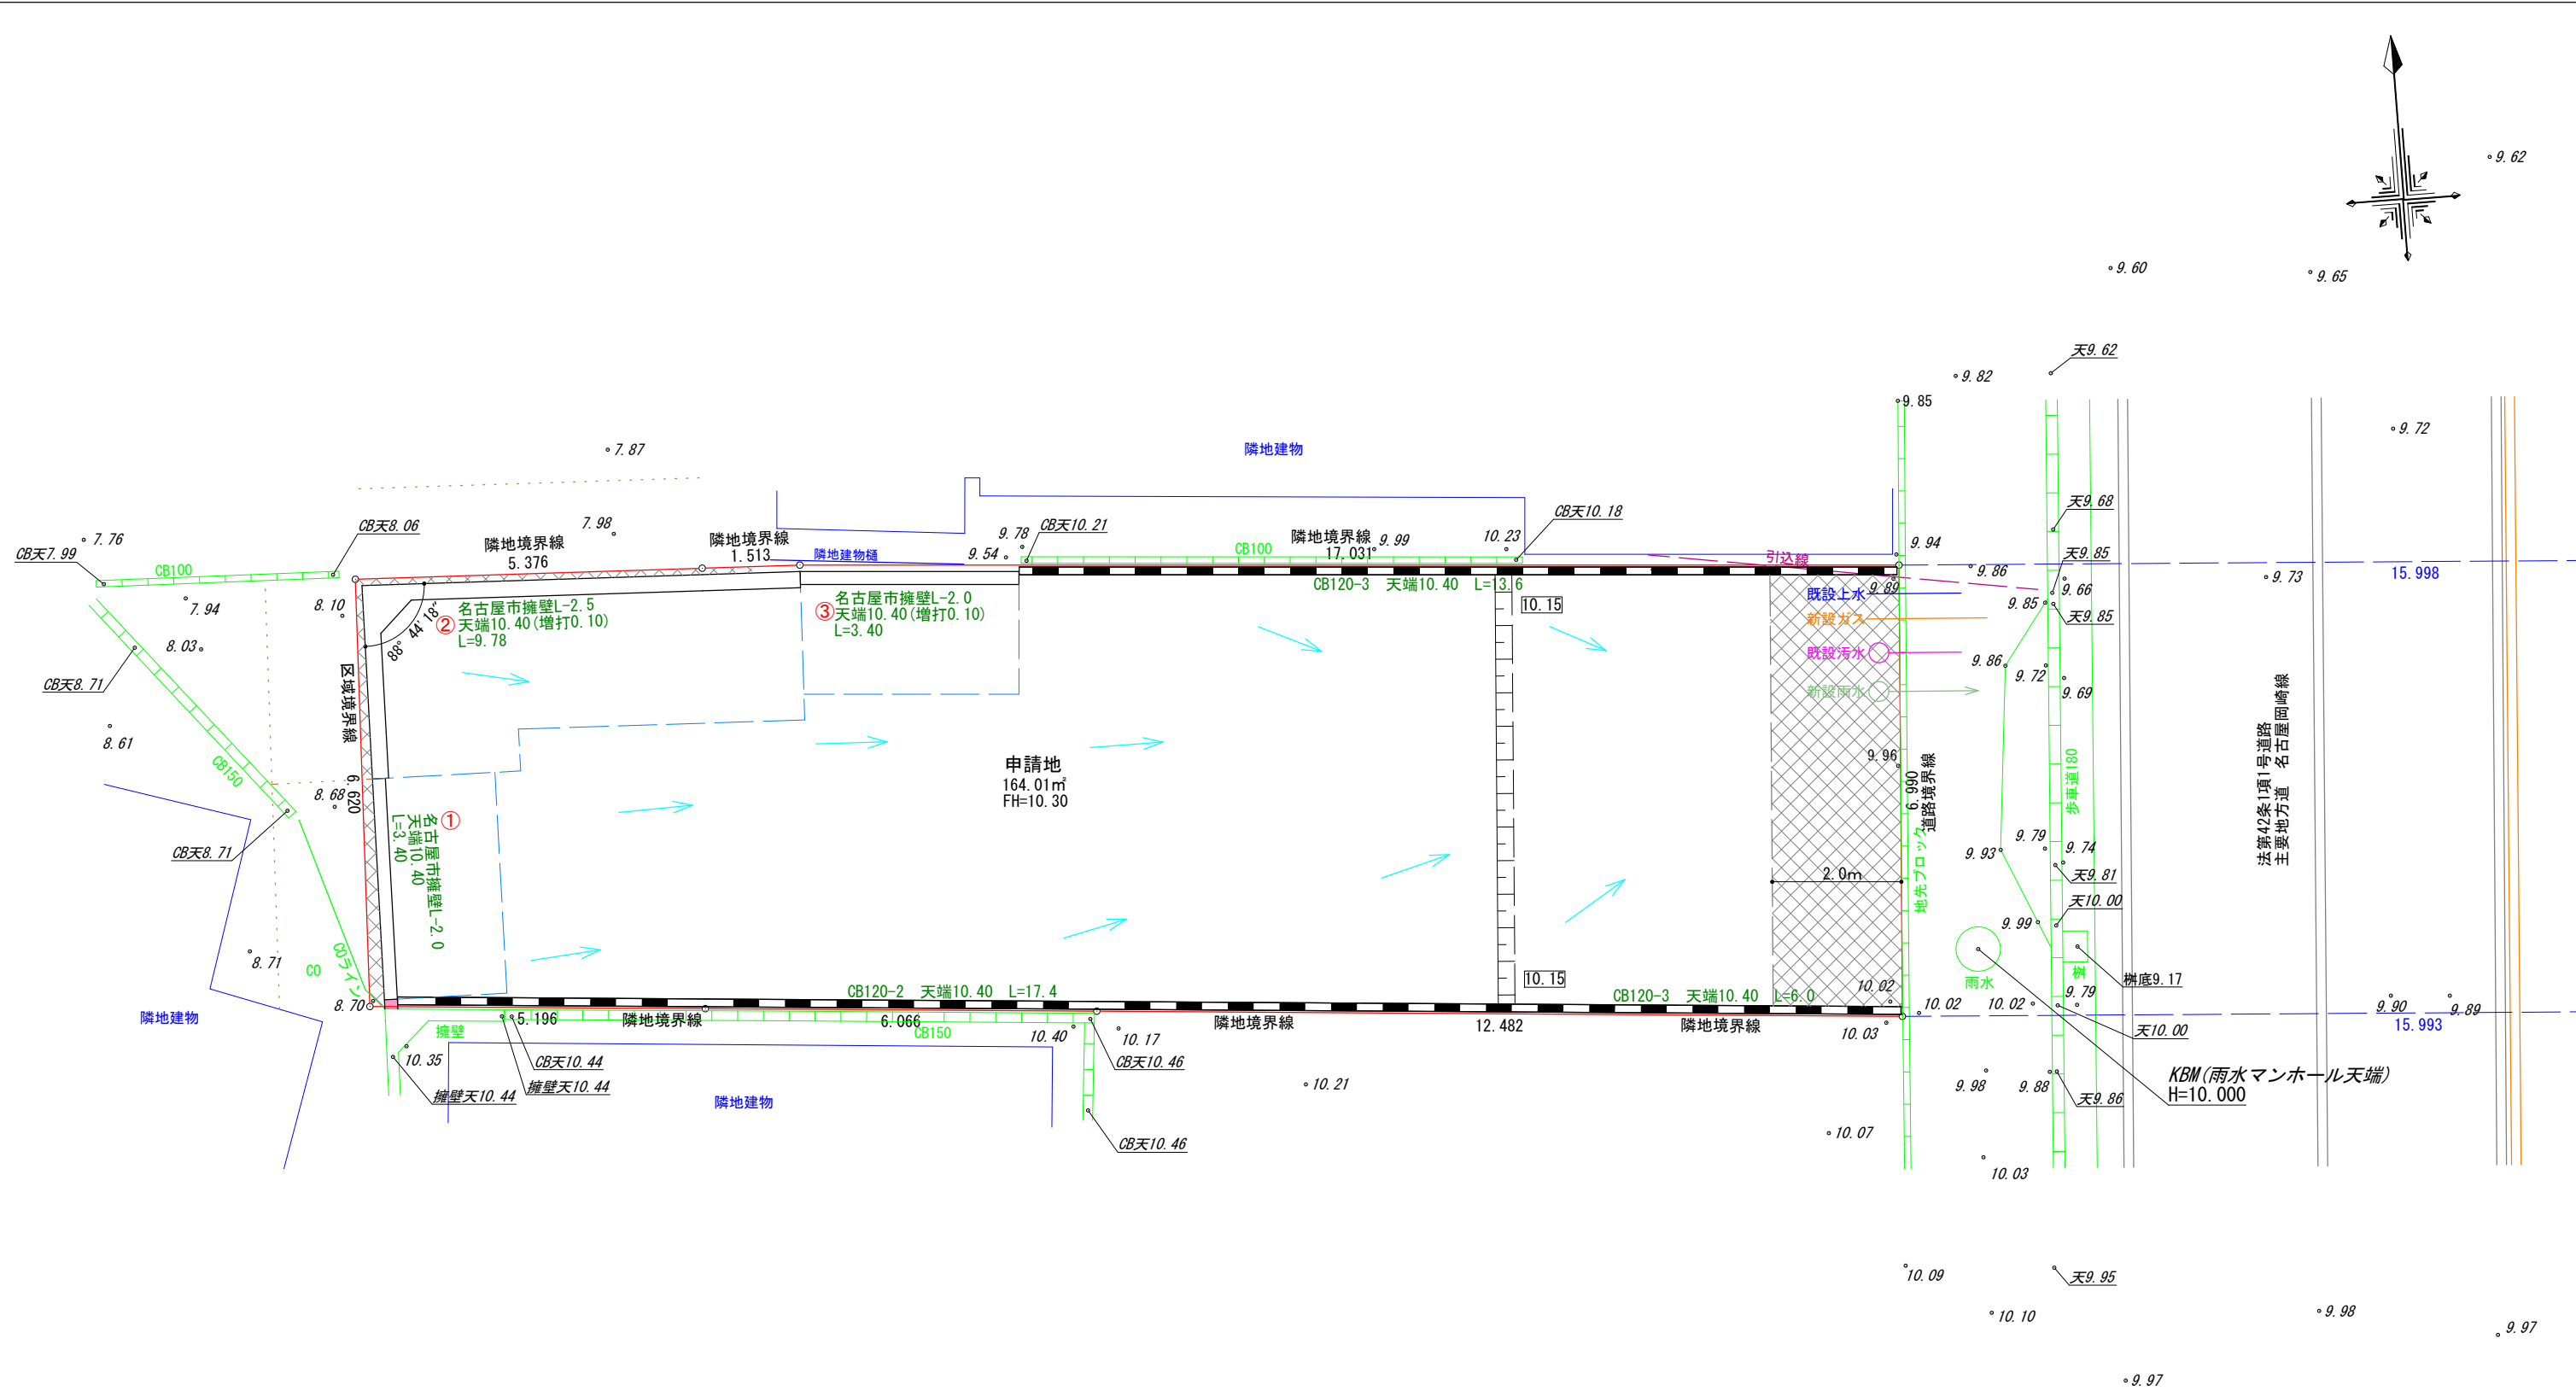 9.62
9.60
9.65
天9.62
9.82
9.85
9.72
隣地建物
7.87
天9.68
CB天8.06
7.98
隣地境界線
5.376
隣地境界線
1.513
隣地建物樋
9.54
9.78
CB天10.21
CB100
隣地境界線
17.031
9.99
10.23
CB天10.18
引込線
9.94
天9.85
7.76
CB天7.99
CB100
9.86
9.66
9.73
15.998
7.94
8.10
88°44′18″
②
名古屋市擁壁L-2.5
天端10.40(増打0.10)
L=9.78
③
名古屋市擁壁L-2.0
天端10.40(増打0.10)
L=3.40
CB120-3 天端10.40 L=13.6
10.15
9.89
既設上水
新設ガス
既設汚水
新設雨水
9.85
天9.85
8.03
CB天8.71
区域境界線
6.620
9.86
9.72
9.69
8.61
CB150
8.68
CB天8.71
①
名古屋市擁壁L-2.0
天端10.40
L=3.40
申請地
164.01㎡
FH=10.30
9.96
6.990
道路境界線
地先ブロック
歩車道180
法第42条1項1号道路
主要地方道 名古屋岡崎線
2.0m
9.93
9.79
9.74
天9.81
天10.00
9.99
8.71
CO
COライン
8.70
隣地建物
10.15
雨水
桝
桝底9.17
CB120-2 天端10.40 L=17.4
CB120-3 天端10.40 L=6.0
10.02
10.02
10.02
9.79
9.90
9.89
15.993
5.196
隣地境界線
6.066
CB150
隣地境界線
12.482
隣地境界線
10.03
天10.00
擁壁
10.35
CB天10.44
擁壁天10.44
擁壁天10.44
10.40
10.17
CB天10.46
隣地建物
10.21
9.98
9.88
天9.86
KBM(雨水マンホール天端)
H=10.000
CB天10.46
10.07
10.03
10.09
天9.95
10.10
9.98
9.97
9.97